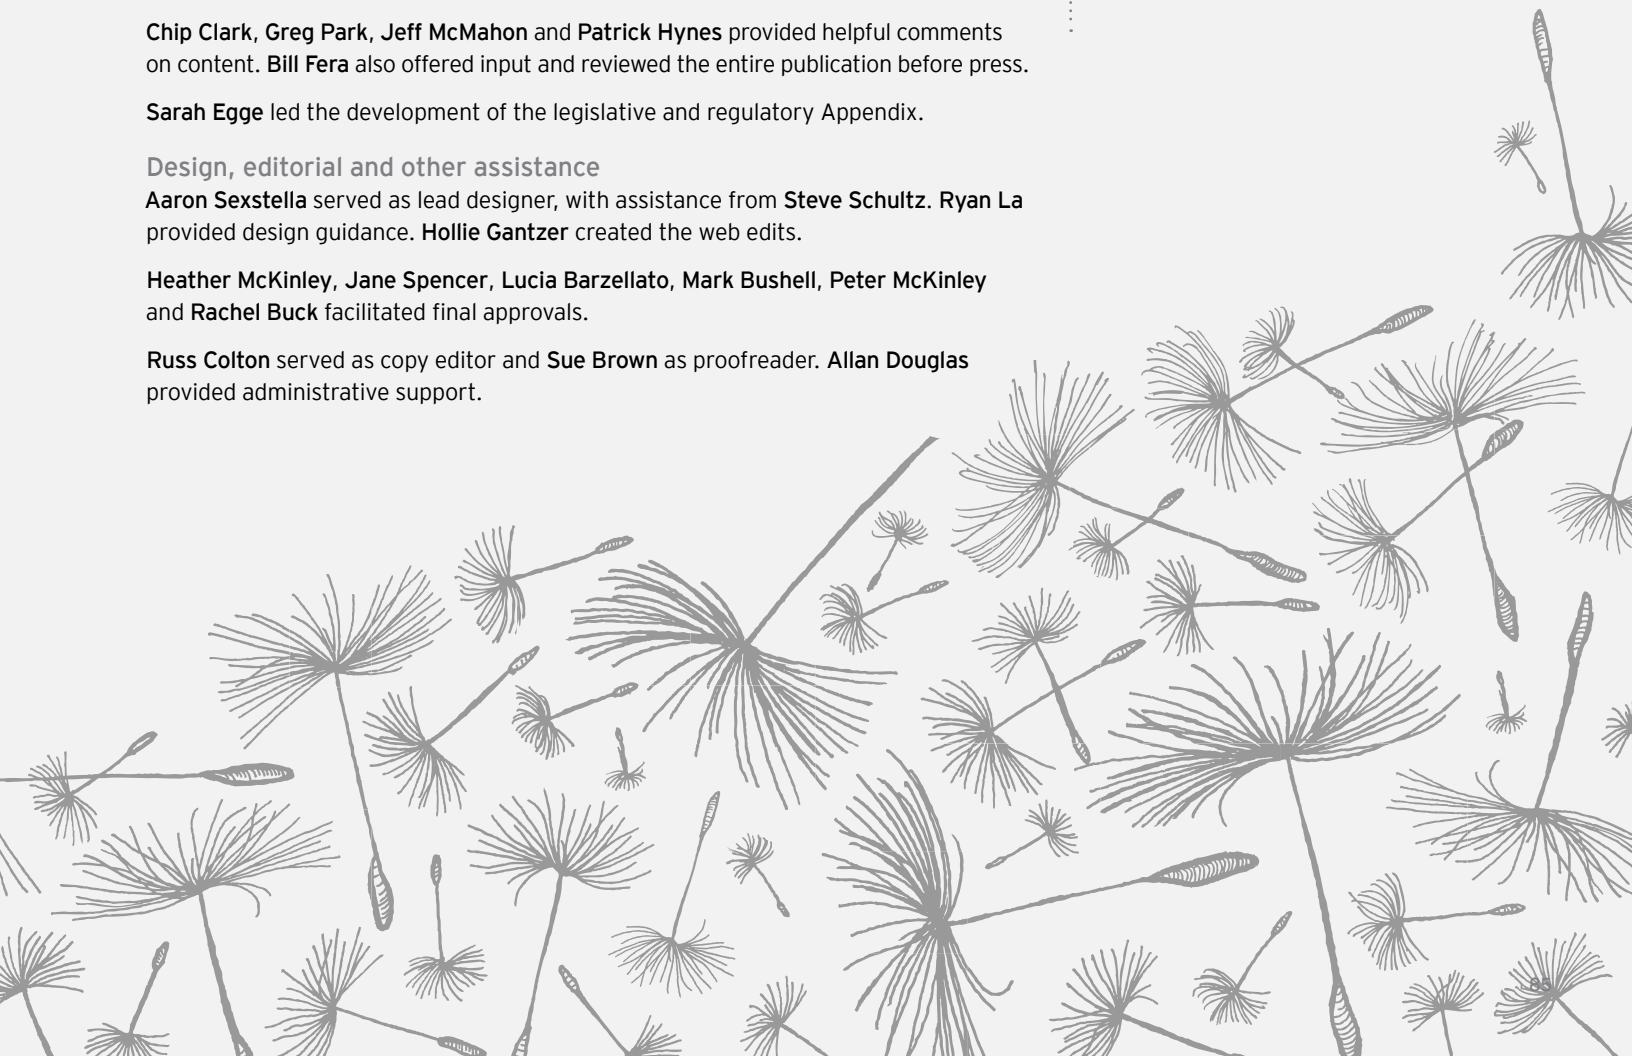 Chip Clark, Greg Park, Jeff McMahon and Patrick Hynes provided helpful comments
on content. Bill Fera also offered input and reviewed the entire publication before press.
Sarah Egge led the development of the legislative and regulatory Appendix.
Design, editorial and other assistance
Aaron Sexstella served as lead designer, with assistance from Steve Schultz. Ryan La
provided design guidance. Hollie Gantzer created the web edits.
Heather McKinley, Jane Spencer, Lucia Barzellato, Mark Bushell, Peter McKinley
and Rachel Buck facilitated final approvals.
Russ Colton served as copy editor and Sue Brown as proofreader. Allan Douglas
provided administrative support.
85